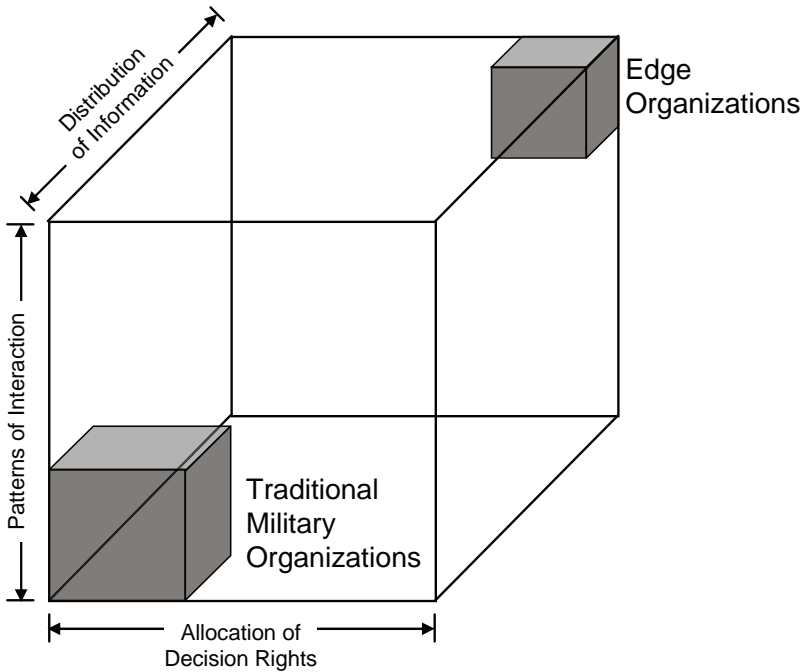 Distribution
of Information
Edge
Organizations
Patterns of Interaction
Traditional
Military
Organizations
Allocation of
Decision Rights